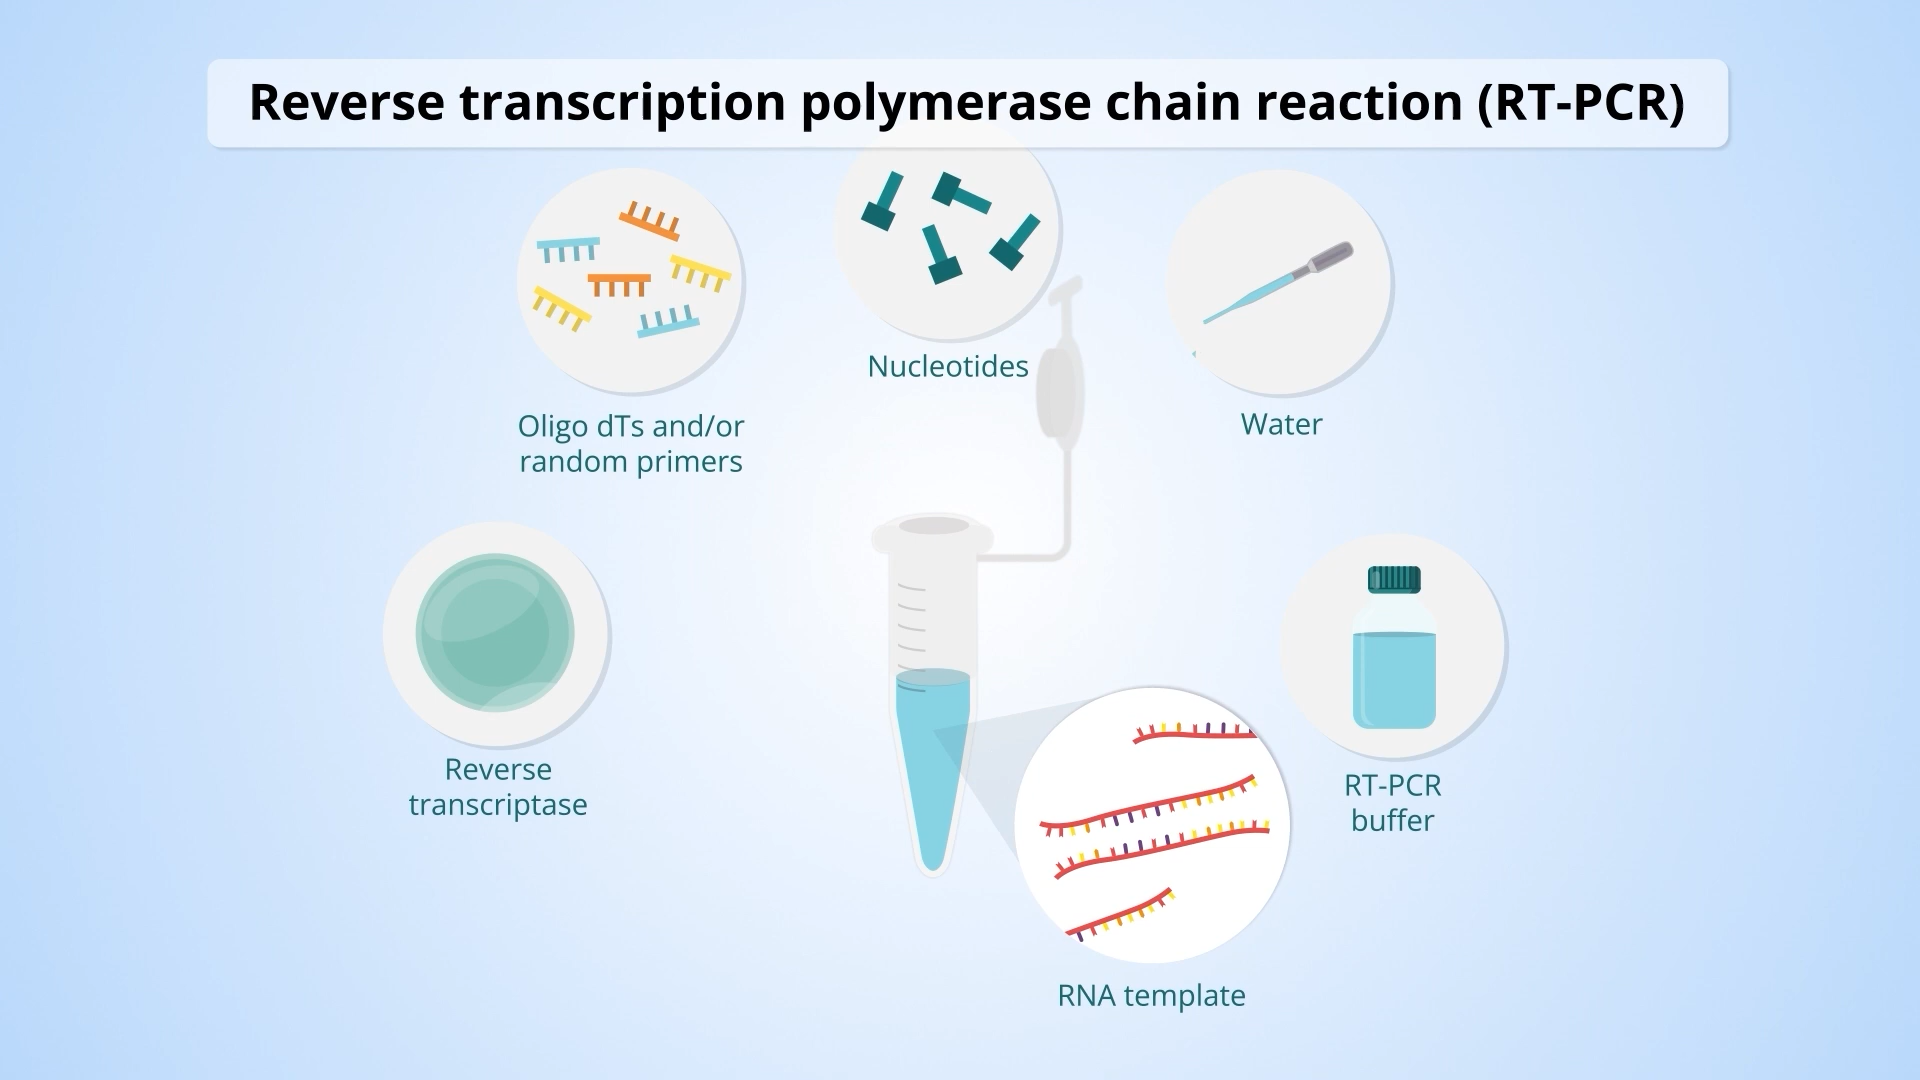 Reverse transcription polymerase chain reaction (RT-PCR)
Oligo dTs and/or
random primers
Nucleotides
Water
Reverse
transcriptase
RT-PCR
buffer
RNA template